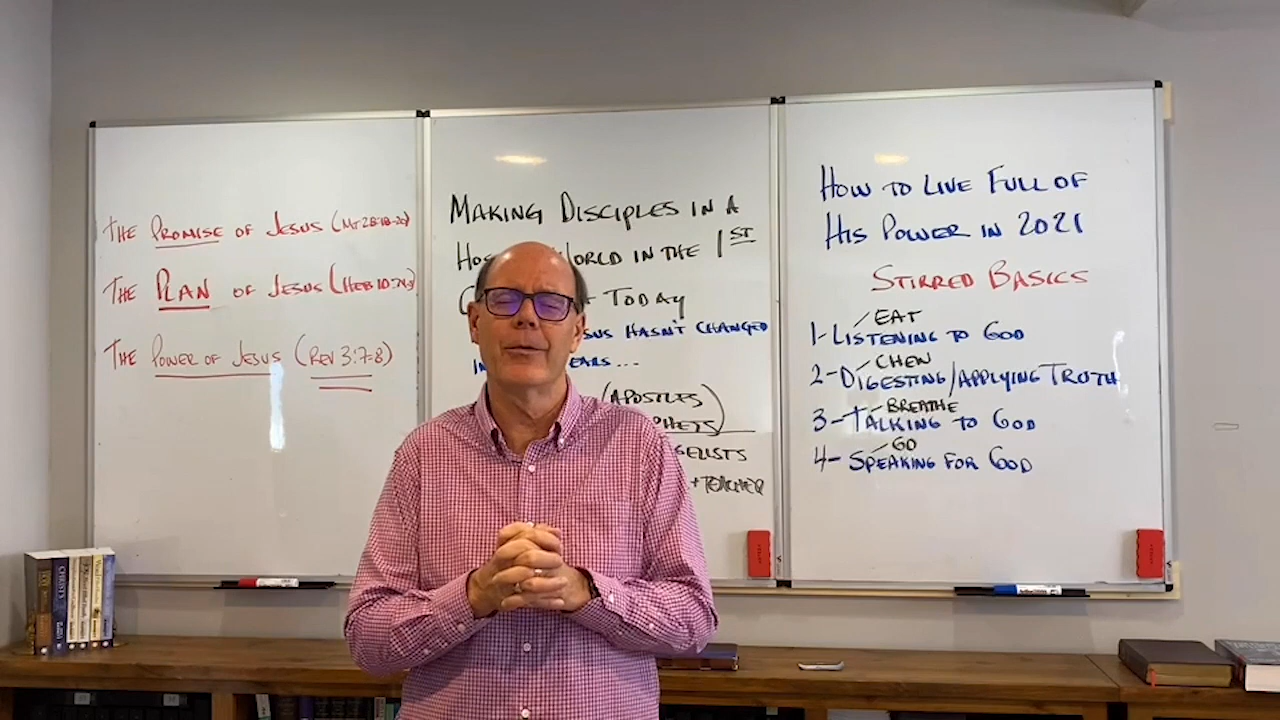 THE PROMISE OF JESUS (MT 28:18-20)
THE PLAN OF JESUS (HEB 10:7)
THE POWER OF JESUS (REV 3:7-8)
MAKING DISCIPLES IN A
WORLD IN THE 1ST
TODAY
HASN'T CHANGED
IN
(APOSTLES
+ TEACHER
HOW TO LIVE FULL OF
HIS POWER IN 2021
STIRRED BASICS
EAT
1-LISTENING TO GOD
CHEW
2-DIGESTING/APPLYING TRUTH
BREATHE
3-TALKING TO GOD
GO
4-SPEAKING FOR GOD
CHRIST